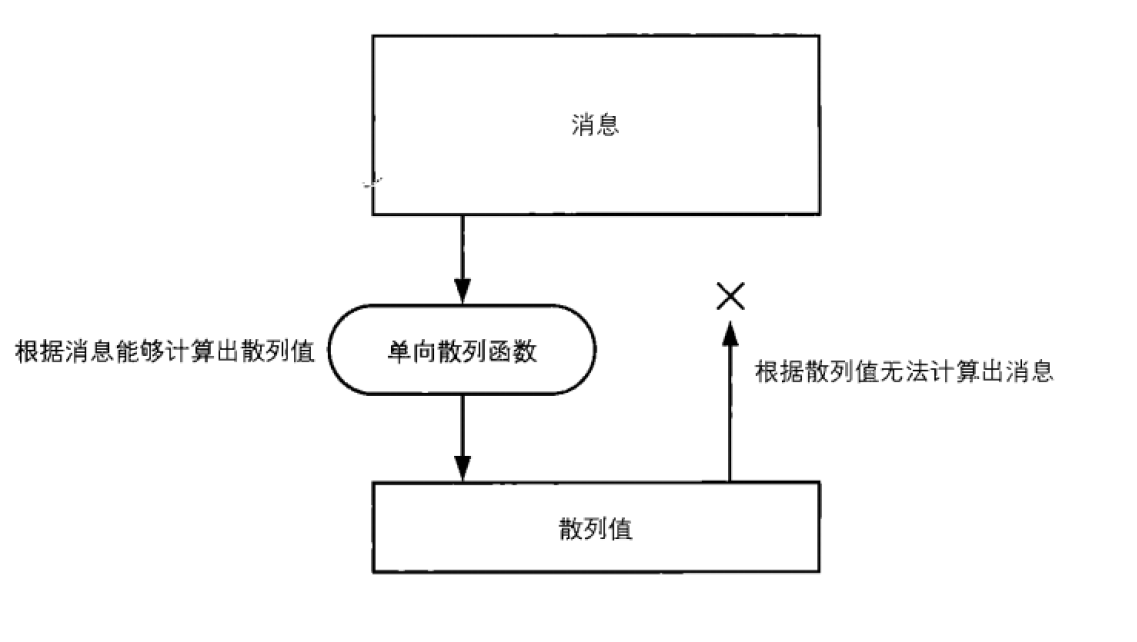 消息
根据消息能够计算出散列值
单向散列函数
根据散列值无法计算出消息
散列值